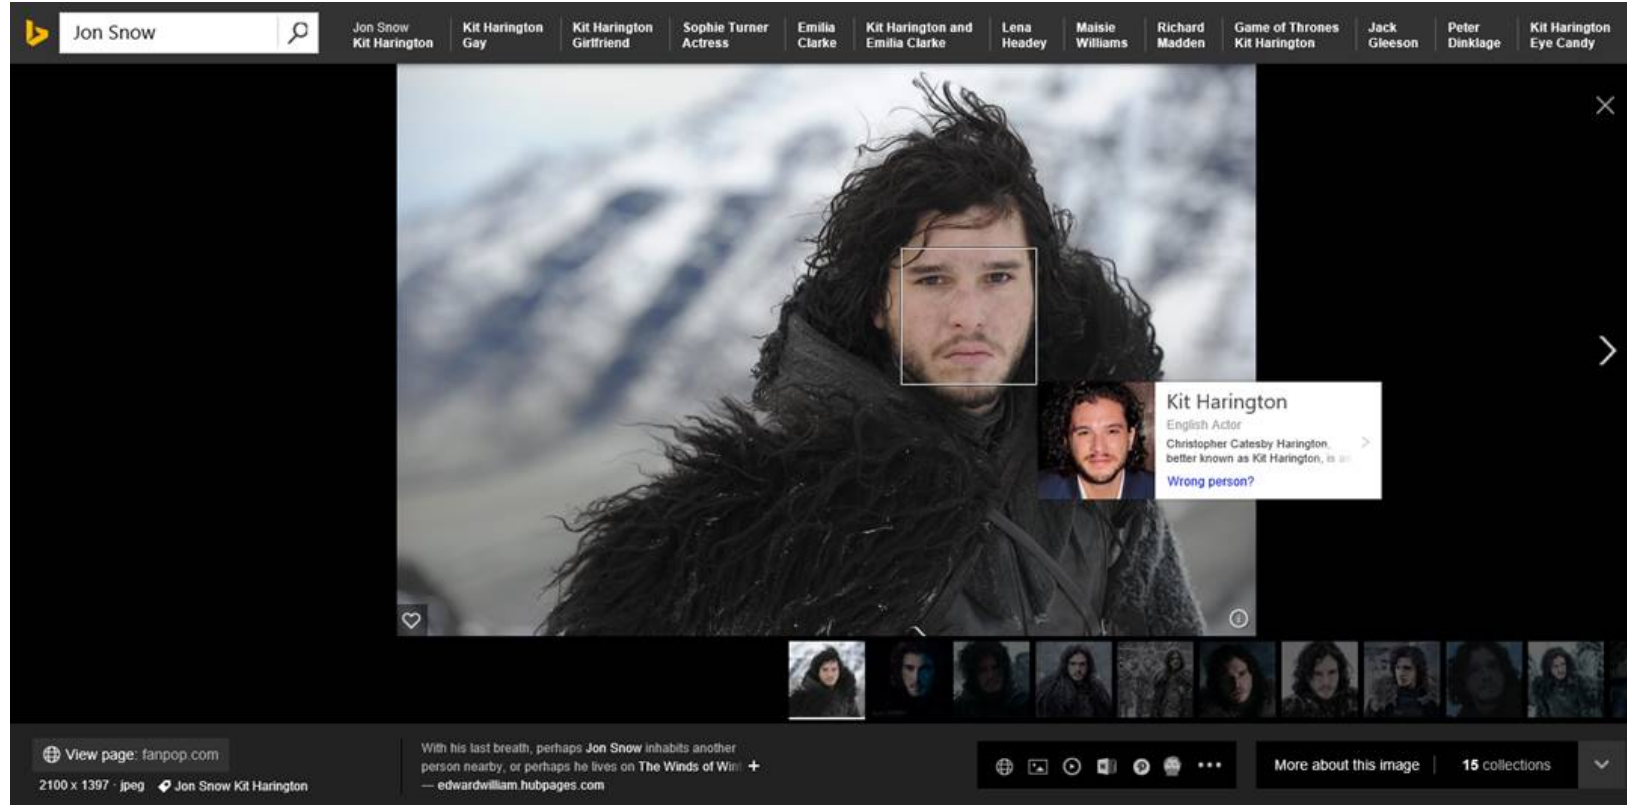 Jon Snow
Jon Snow
Kit Harington
Kit Harington
Gay
Kit Harington
Girlfriend
Sophie Turner
Actress
Emilia
Clarke
Kit Harington and
Emilia Clarke
Lena
Headey
Maisie
Williams
Richard
Madden
Game of Thrones
Kit Harington
Jack
Gleeson
Peter
Dinklage
Kit Harington
Eye Candy
Kit Harington
English Actor
Christopher Catesby Harington,
better known as Kit Harington, is an
Wrong person?
View page: fanpop.com
2100 x 1397 · jpeg Jon Snow Kit Harington
With his last breath, perhaps Jon Snow inhabits another
person nearby, or perhaps he lives on The Winds of Wint
— edwardwilliam.hubpages.com
More about this image
15 collections